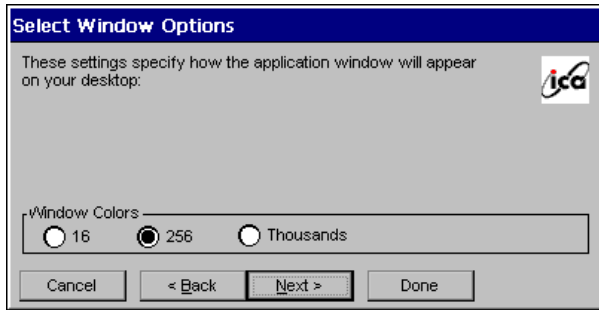 Select Window Options
These settings specify how the application window will appear
on your desktop:
ica
Window Colors
16 256 Thousands
Cancel < Back Next > Done